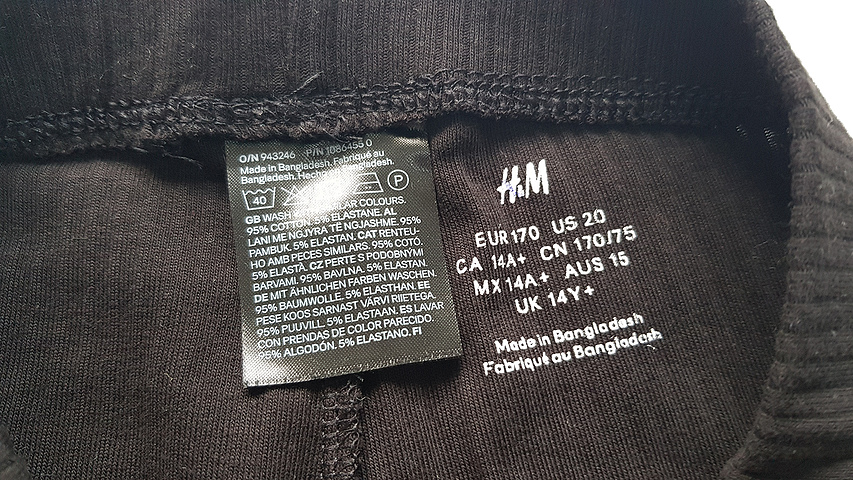 O/N 943246 P/N 1086455 0
Made in Bangladesh. Fabriqué au
Bangladesh. Hecho Bangladesh.
40 P
GB WASH WITH SIMILAR COLOURS.
95% COTTON. 5% ELASTANE. AL
LANI ME NGJYRA TË NGJASHME. 95%
PAMBUK. 5% ELASTAN. CAT RENTEU-
HO AMB PECES SIMILARS. 95% COTÓ.
5% ELASTÀ. CZ PERTE S PODOBNÝMI
BARVAMI. 95% BAVLNA. 5% ELASTAN.
DE MIT ÄHNLICHEN FARBEN WASCHEN.
95% BAUMWOLLE. 5% ELASTHAN. EE
PESE KOOS SARNAST VÄRVI RIIETEGA.
95% PUUVILL. 5% ELASTAAN. ES LAVAR
CON PRENDAS DE COLOR PARECIDO.
95% ALGODÓN. 5% ELASTANO. FI
H&M
EUR 170 US 20
CA 14A+ CN 170/75
MX 14A+ AUS 15
UK 14Y+
Made in Bangladesh
Fabriqué au Bangladesh